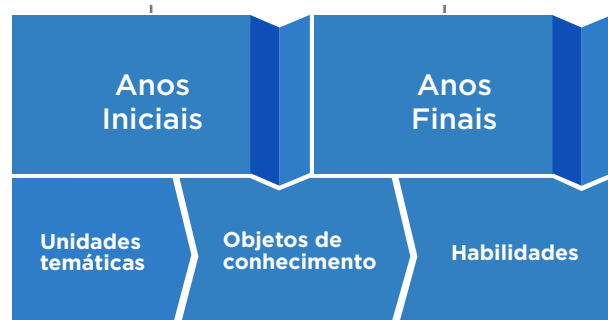 Anos
Iniciais
Anos
Finais
Unidades
temáticas
Objetos de
conhecimento
Habilidades